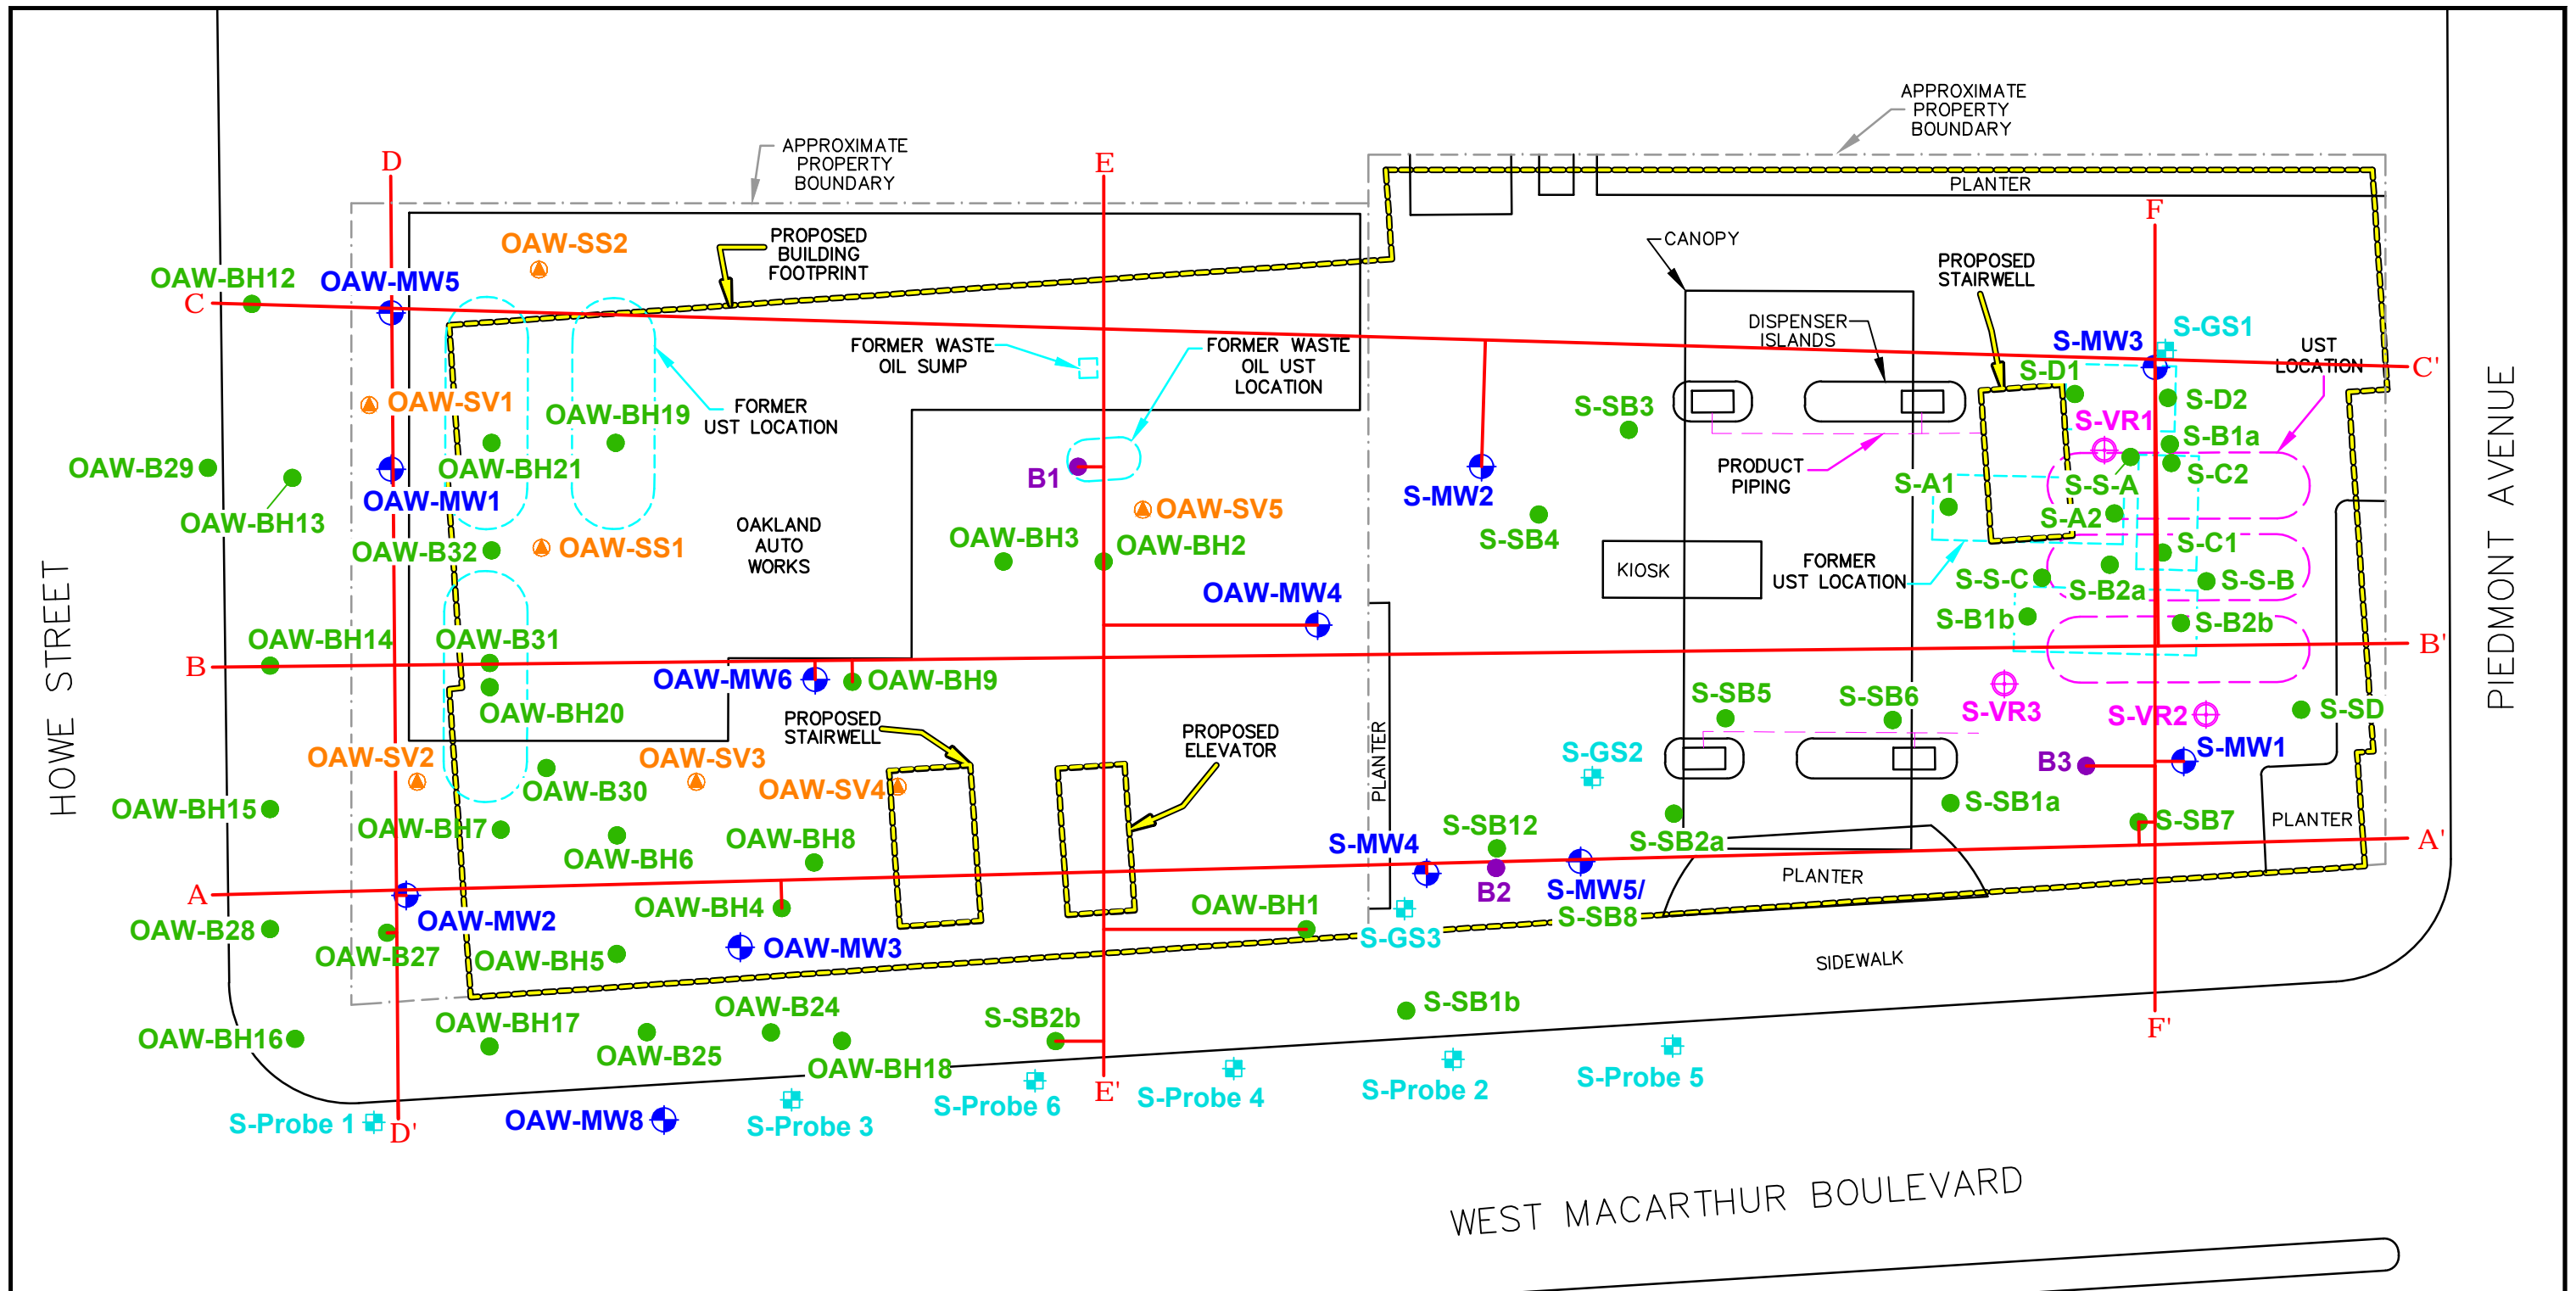 APPROXIMATE
PROPERTY
BOUNDARY
APPROXIMATE
PROPERTY
BOUNDARY
D
E
F
PLANTER
OAW-SS2
PROPOSED
BUILDING
FOOTPRINT
CANOPY
PROPOSED
STAIRWELL
OAW-BH12
OAW-MW5
C
DISPENSER
ISLANDS
S-MW3
S-GS1
UST
LOCATION
C'
FORMER WASTE
OIL SUMP
FORMER WASTE
OIL UST
LOCATION
S-D1
S-D2
OAW-SV1
OAW-BH19
FORMER
UST LOCATION
S-SB3
S-VR1
S-B1a
OAW-B29
OAW-BH21
B1
S-MW2
PRODUCT
PIPING
S-C2
S-S-A
S-A1
OAW-MW1
OAW-BH13
OAKLAND
AUTO
WORKS
OAW-SV5
S-A2
OAW-B32
OAW-SS1
OAW-BH3
OAW-BH2
S-SB4
S-C1
KIOSK
FORMER
UST LOCATION
S-S-C
S-B2a
S-S-B
OAW-MW4
S-B1b
S-B2b
HOWE STREET
PIEDMONT AVENUE
OAW-BH14
OAW-B31
B
B'
OAW-MW6
OAW-BH9
OAW-BH20
S-SB5
S-SB6
S-VR3
S-VR2
S-SD
PROPOSED
STAIRWELL
PROPOSED
ELEVATOR
PLANTER
OAW-SV2
OAW-SV3
OAW-SV4
S-GS2
B3
S-MW1
OAW-B30
OAW-BH15
OAW-BH7
OAW-BH6
OAW-BH8
S-MW4
S-SB12
S-SB2a
S-SB1a
S-SB7
PLANTER
A'
A
B2
S-MW5/
S-SB8
PLANTER
OAW-BH4
OAW-BH1
OAW-B28
OAW-MW2
OAW-B27
OAW-BH5
OAW-MW3
S-GS3
SIDEWALK
OAW-BH16
OAW-BH17
OAW-B25
OAW-B24
OAW-BH18
S-SB2b
S-SB1b
F'
S-Probe 1
D'
OAW-MW8
S-Probe 3
S-Probe 6
E'
S-Probe 4
S-Probe 2
S-Probe 5
WEST MACARTHUR BOULEVARD